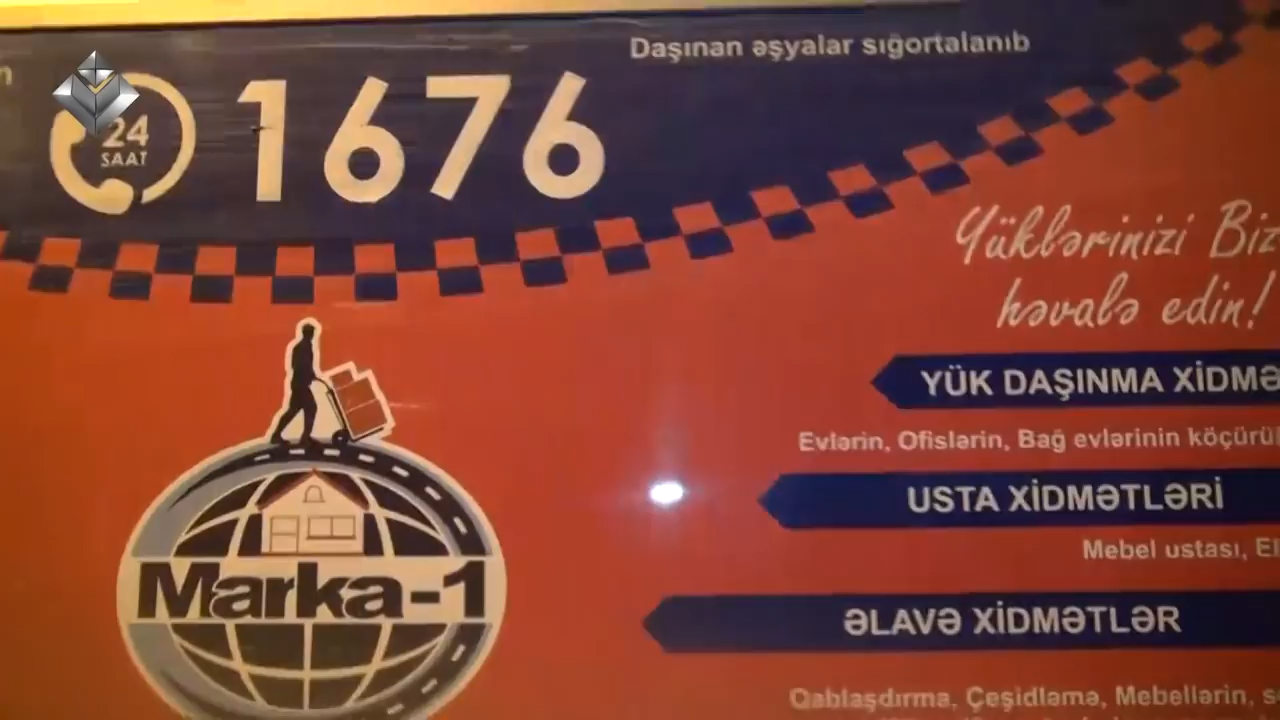 Daşınan əşyalar sığortalanıb
24
SAAT
1676
Yüklərinizi Biz
həvalə edin!
YÜK DAŞINMA
Evlərin, Ofislərin, Bağ evlərinin
USTA XİDMƏTLƏRİ
Mebel ustası,
Marka-1
ƏLAVƏ XİDMƏTLƏR
Qablaşdırma, Çeşidləmə, Mebellərin,